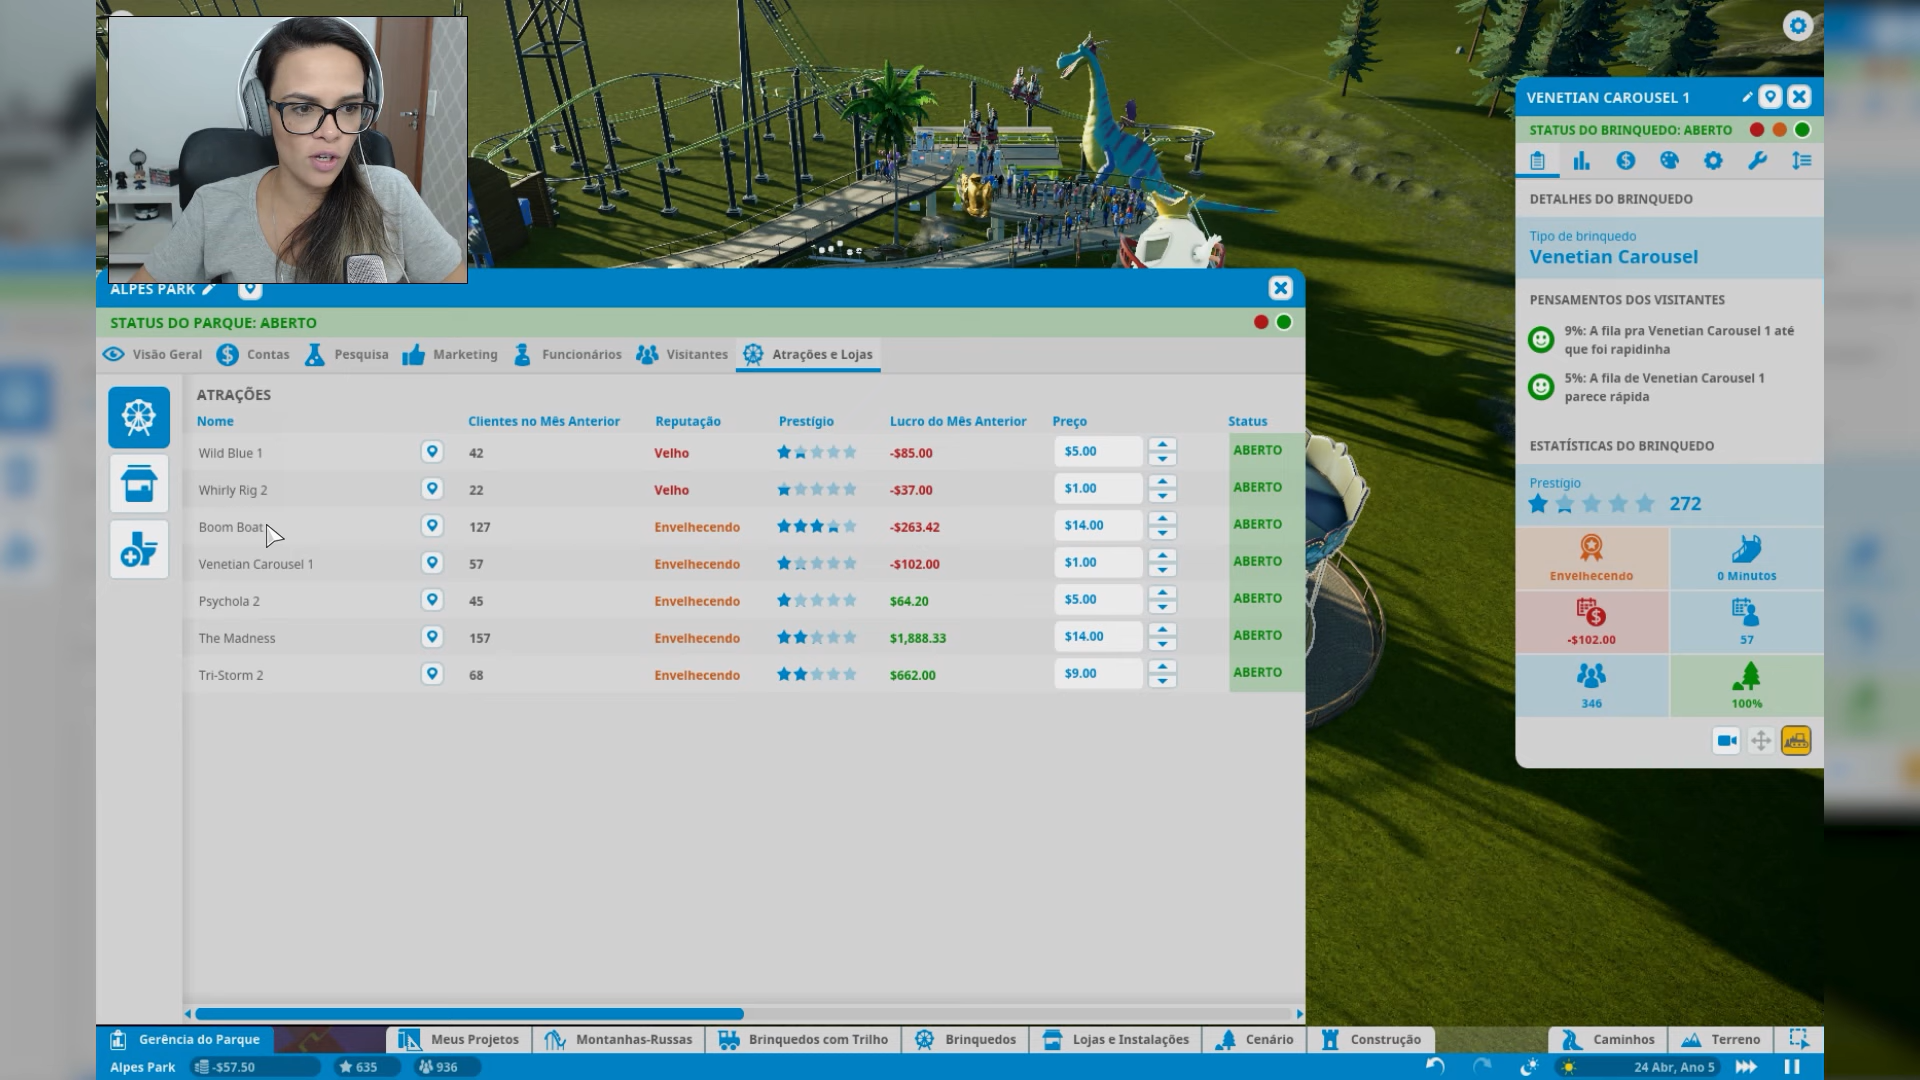 ALPES PARK
STATUS DO PARQUE: ABERTO
Visão Geral
Contas
Pesquisa
Marketing
Funcionários
Visitantes
Atrações e Lojas
ATRAÇÕES
Nome Clientes no Mês Anterior Reputação Prestígio Lucro do Mês Anterior Preço Status
Wild Blue 1 42 Velho -$85.00 $5.00 ABERTO
Whirly Rig 2 22 Velho -$37.00 $1.00 ABERTO
Boom Boat 127 Envelhecendo -$263.42 $14.00 ABERTO
Venetian Carousel 1 57 Envelhecendo -$102.00 $1.00 ABERTO
Psychola 2 45 Envelhecendo $64.20 $5.00 ABERTO
The Madness 157 Envelhecendo $1,888.33 $14.00 ABERTO
Tri-Storm 2 68 Envelhecendo $662.00 $9.00 ABERTO
VENETIAN CAROUSEL 1
STATUS DO BRINQUEDO: ABERTO
DETALHES DO BRINQUEDO
Tipo de brinquedo
Venetian Carousel
PENSAMENTOS DOS VISITANTES
9%: A fila pra Venetian Carousel 1 até
que foi rapidinha
5%: A fila de Venetian Carousel 1
parece rápida
ESTATÍSTICAS DO BRINQUEDO
Prestígio
272
Envelhecendo
0 Minutos
-$102.00
57
346
100%
Gerência do Parque
Meus Projetos
Montanhas-Russas
Brinquedos com Trilho
Brinquedos
Lojas e Instalações
Cenário
Construção
Caminhos
Terreno
Alpes Park
-$57.50
635
936
24 Abr, Ano 5